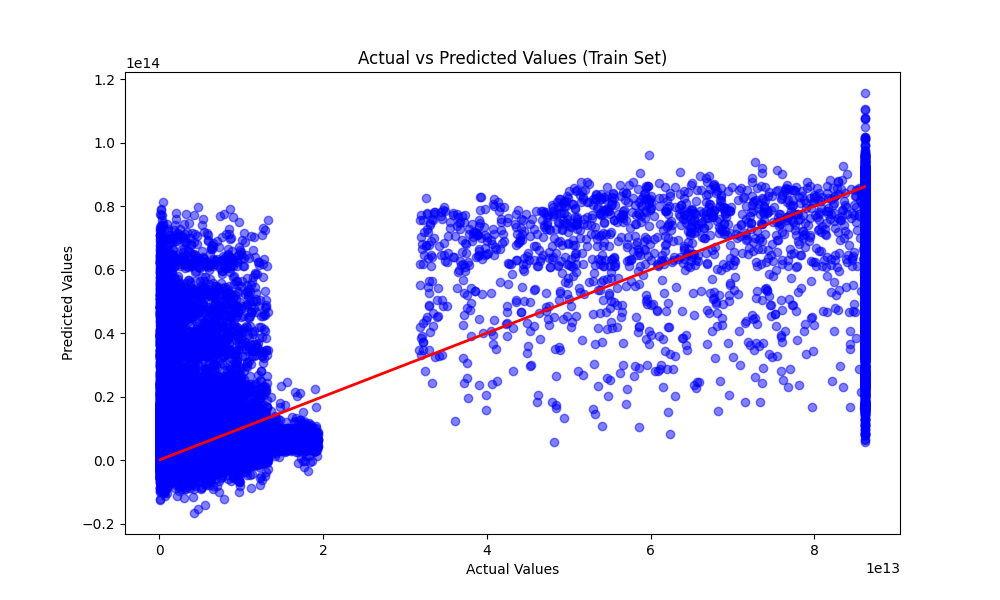 Actual vs Predicted Values (Train Set)
1e14
1.2
1.0
0.8
0.6
0.4
0.2
0.0
−0.2
Predicted Values
0 2 4 6 8
1e13
Actual Values